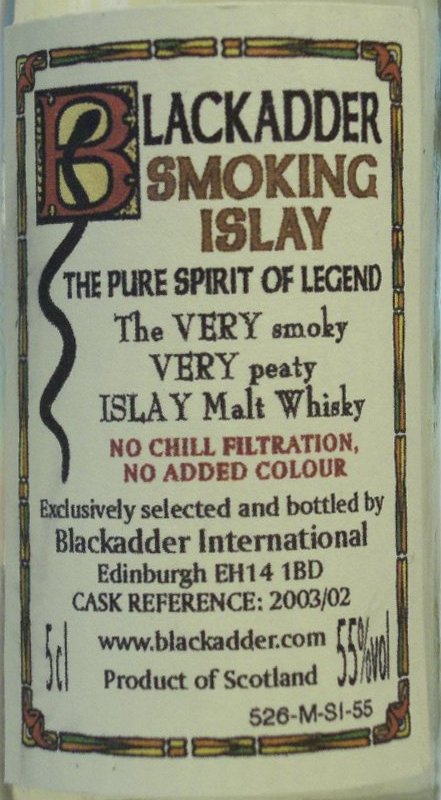 BLACKADDER
SMOKING
ISLAY
THE PURE SPIRIT OF LEGEND
The VERY smoky
VERY peaty
ISLAY Malt Whisky
NO CHILL FILTRATION,
NO ADDED COLOUR
Exclusively selected and bottled by
Blackadder International
Edinburgh EH14 1BD
CASK REFERENCE: 2003/02
www.blackadder.com
5cl Product of Scotland 55%vol
526-M-SI-55